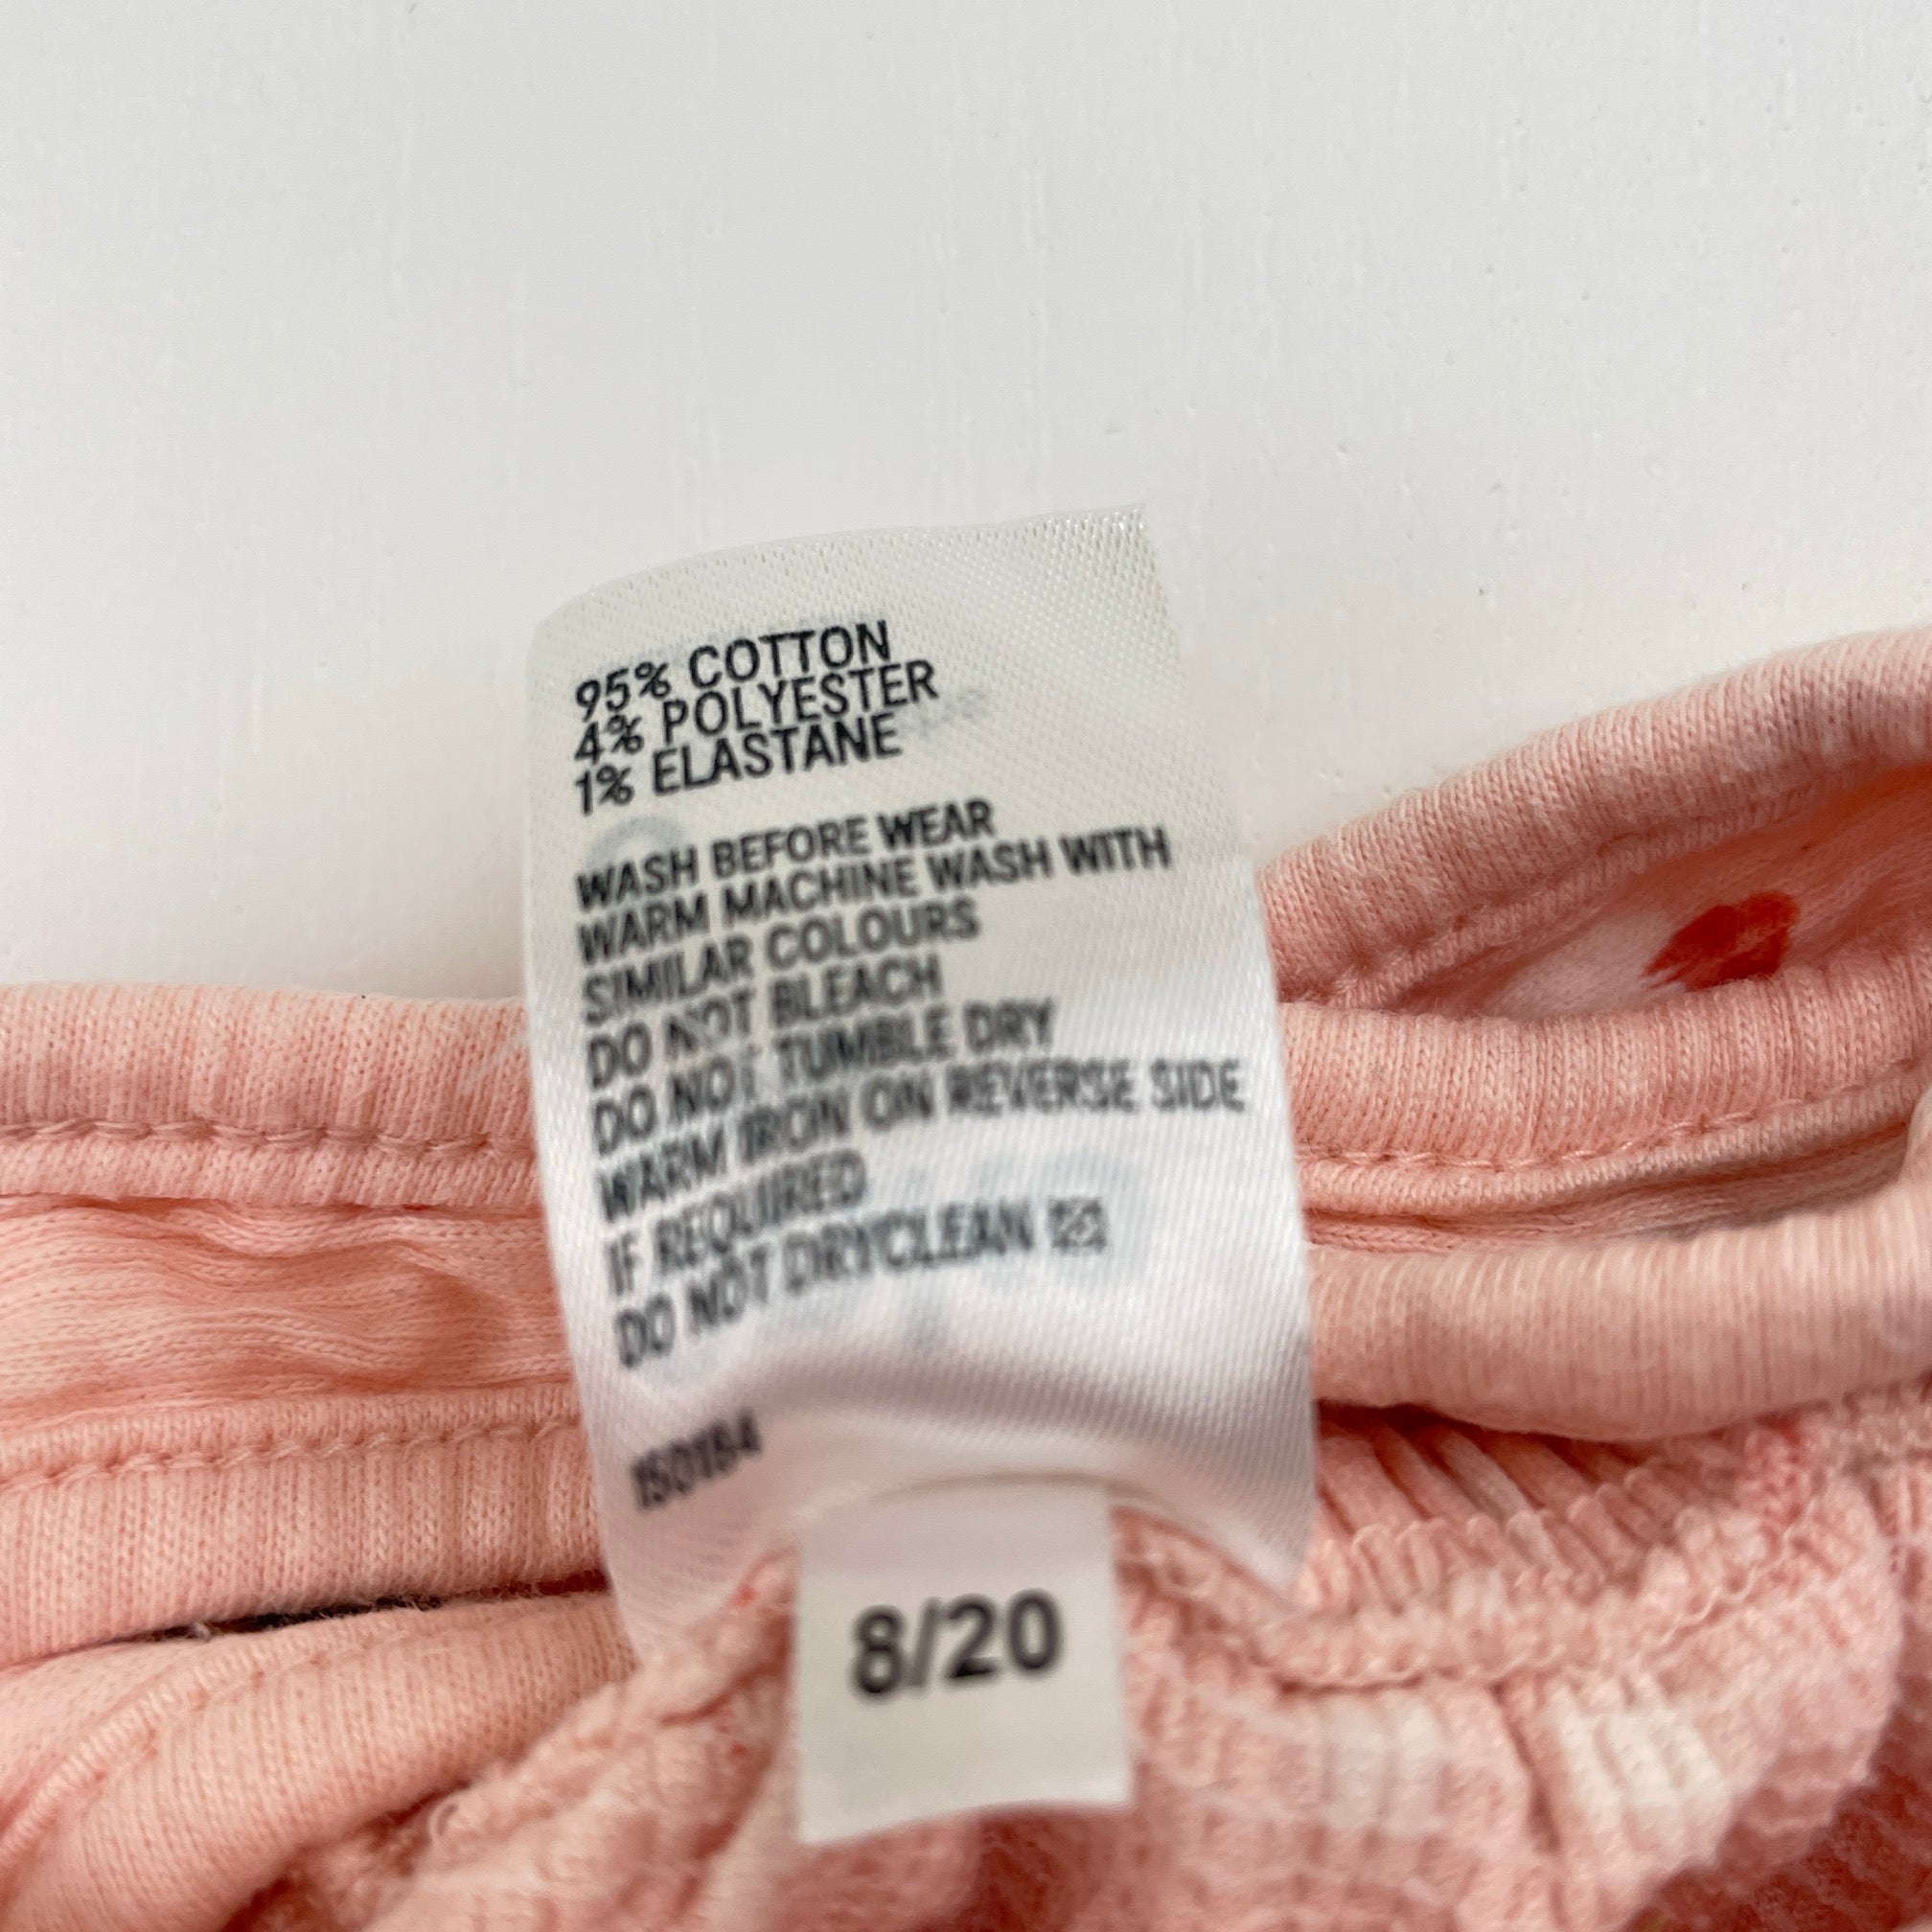 95% COTTON
4% POLYESTER
1% ELASTANE
WASH BEFORE WEAR
WARM MACHINE WASH WITH
SIMILAR COLOURS
DO NOT BLEACH
DO NOT TUMBLE DRY
WARM IRON ON REVERSE SIDE
IF REQUIRED
DO NOT DRYCLEAN
150184
8/20